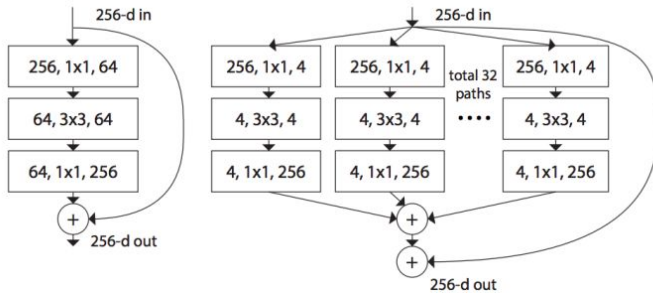 256-d in
256, 1x1, 64
64, 3x3, 64
64, 1x1, 256
+
256-d out
256-d in
256, 1x1, 4
256, 1x1, 4
256, 1x1, 4
total 32
paths
4, 3x3, 4
4, 3x3, 4
4, 3x3, 4
4, 1x1, 256
4, 1x1, 256
4, 1x1, 256
+
+
256-d out